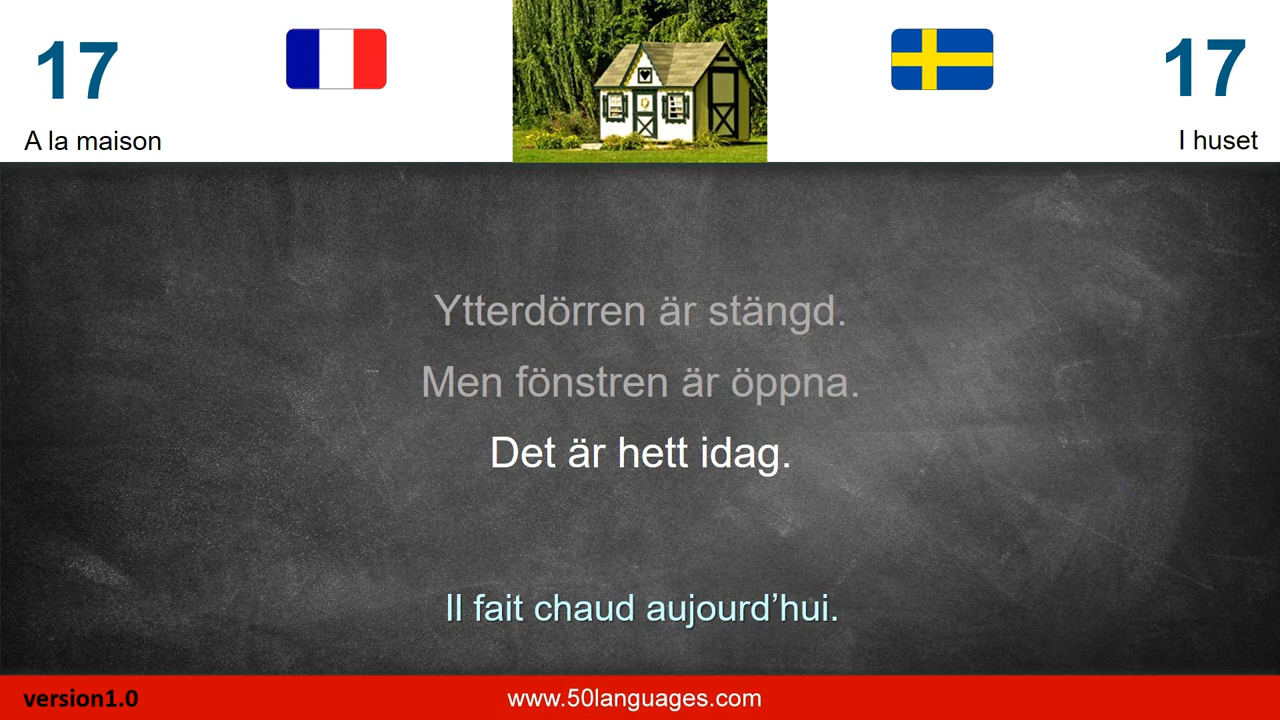 17
17
A la maison
I huset
Ytterdörren är stängd.
Men fönstren är öppna.
Det är hett idag.
Il fait chaud aujourd’hui.
version1.0
www.50languages.com